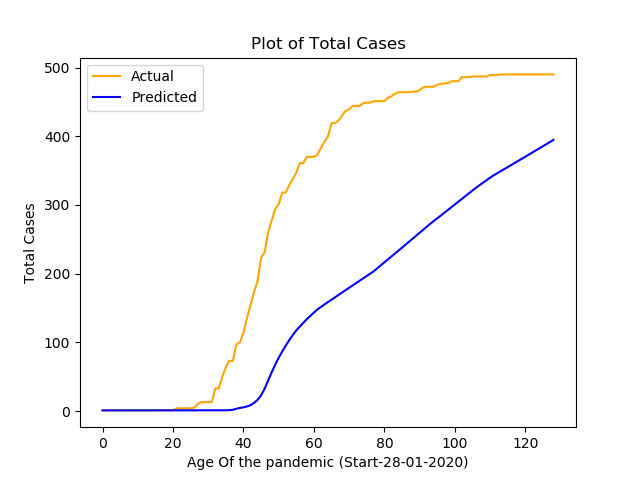 Plot of Total Cases
Actual
Predicted
500
400
300
200
100
0
Total Cases
0 20 40 60 80 100 120
Age Of the pandemic (Start-28-01-2020)